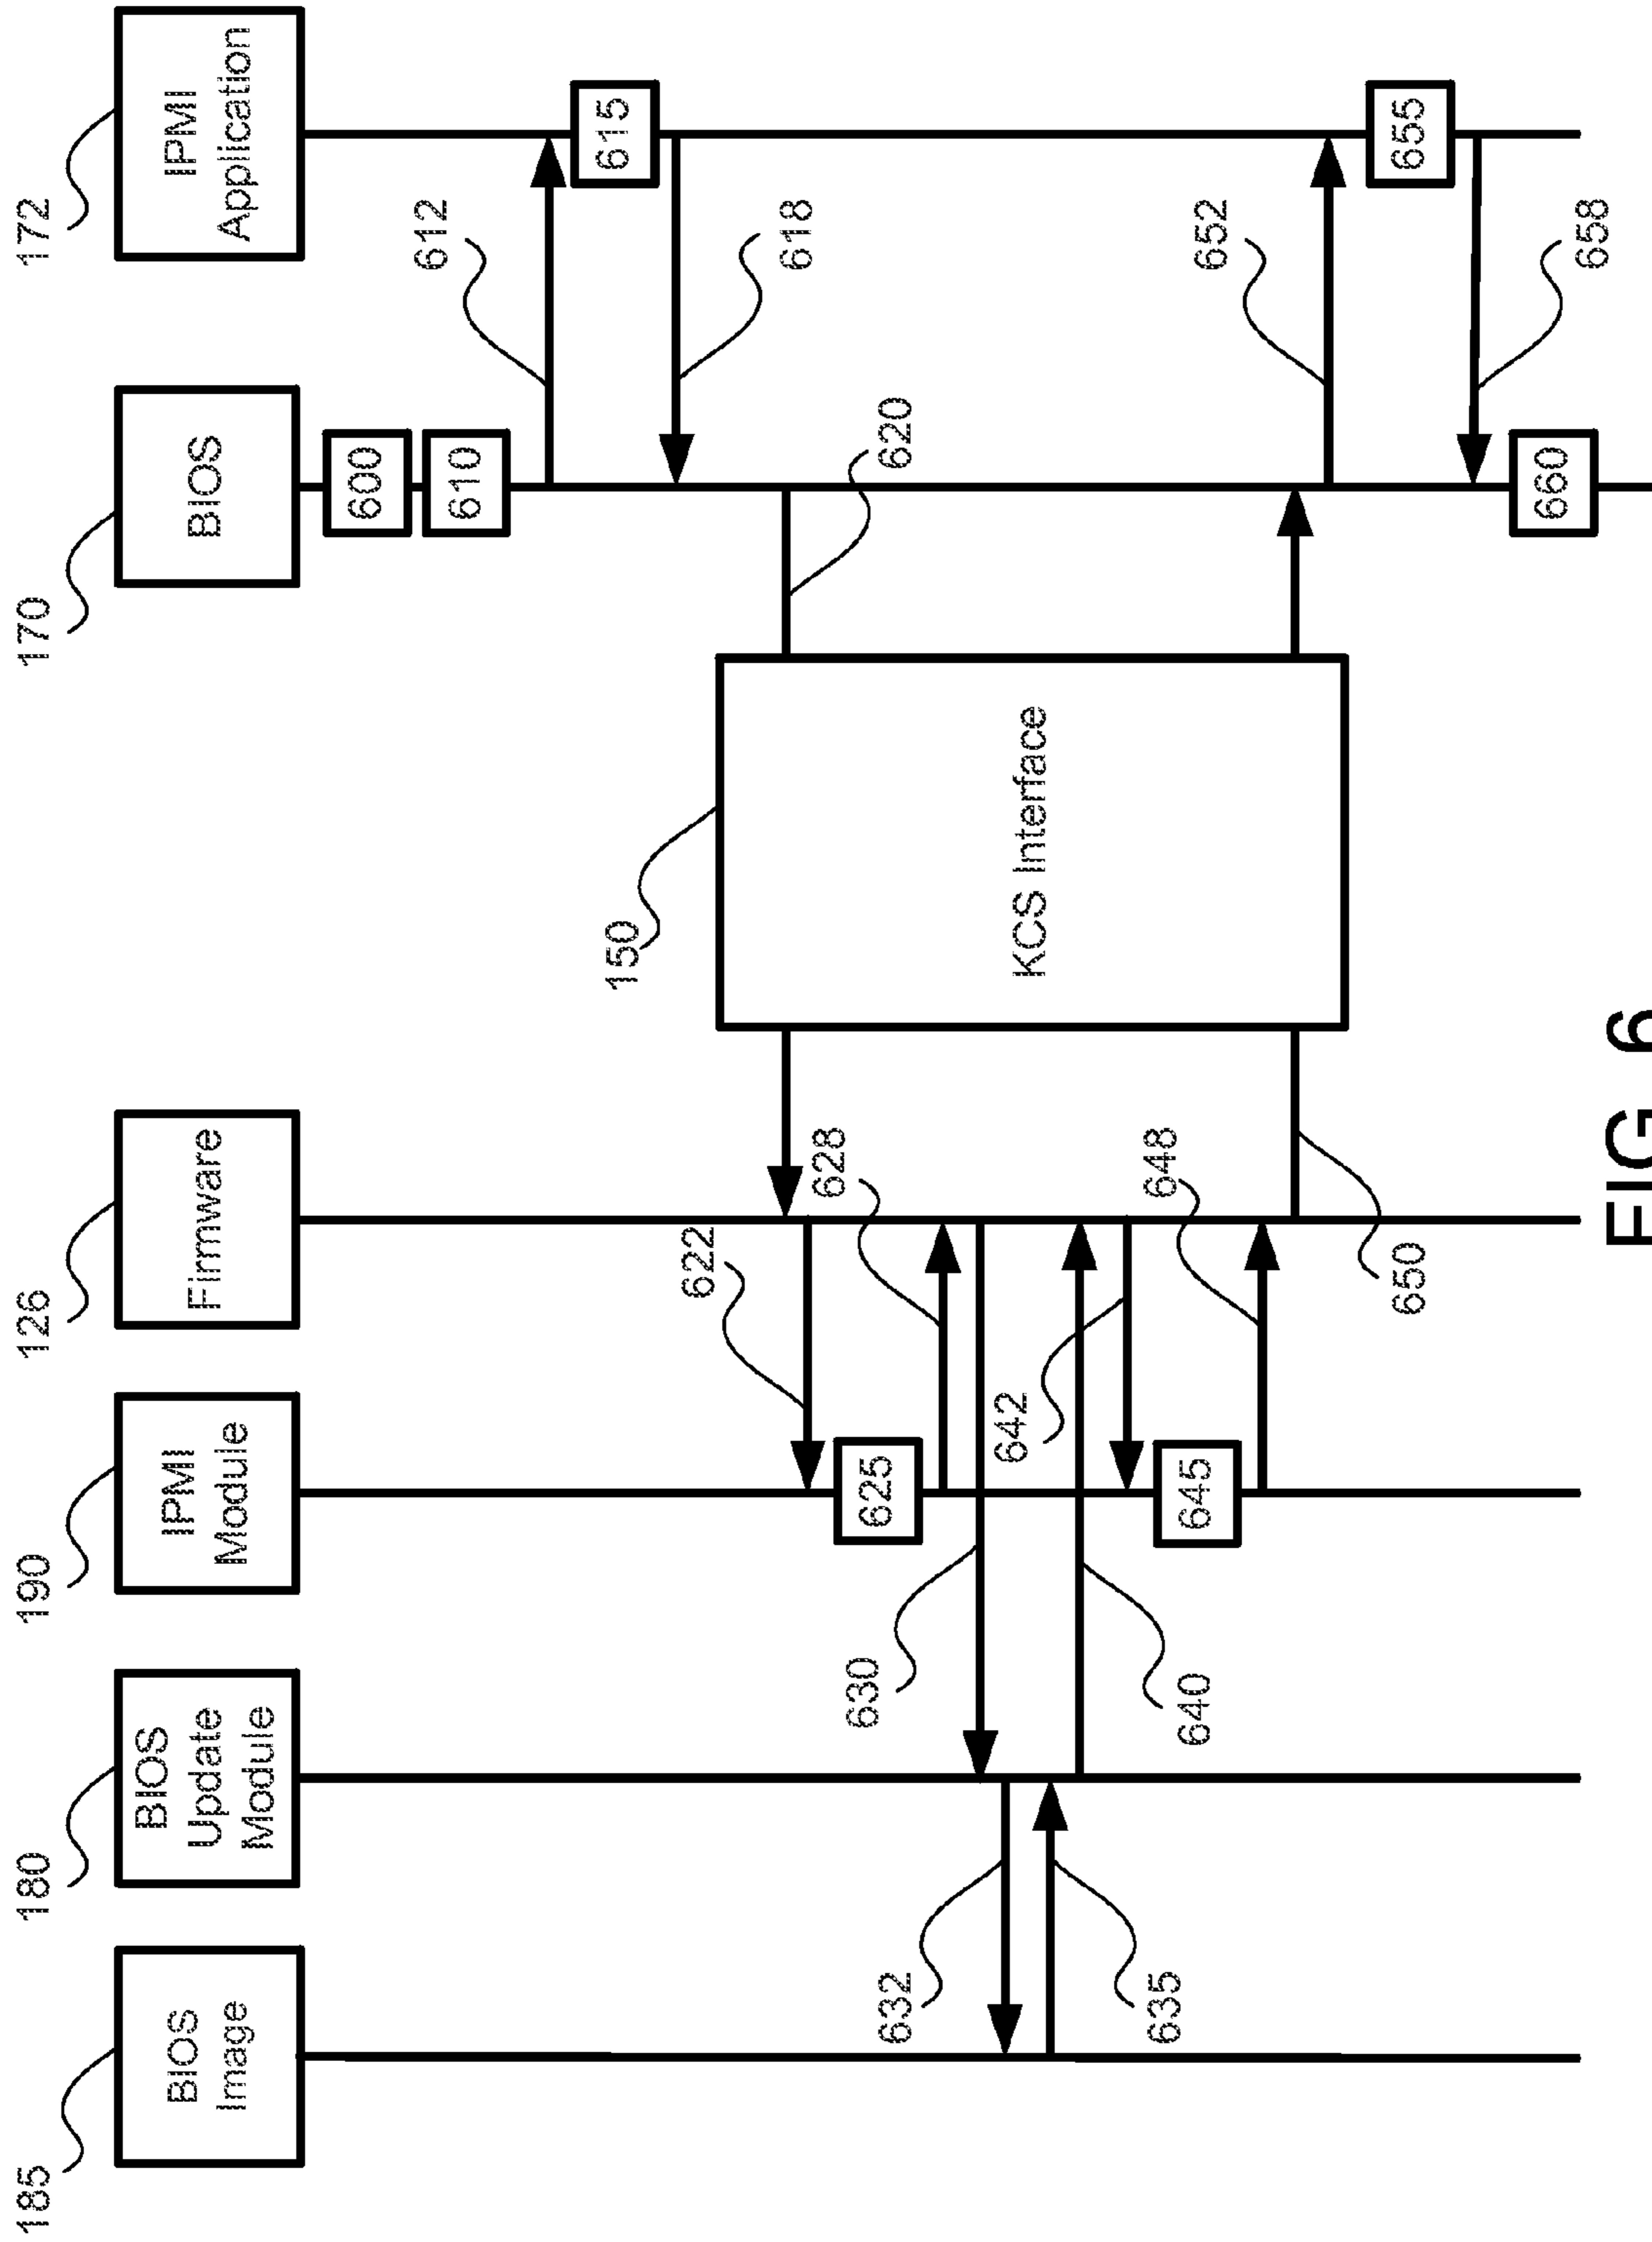 185
180
190
126
170
172
BIOS
Image
BIOS
Update
Module
IPMI
Module
Firmware
BIOS
IPMI
Application
600
612
610
615
150
622
618
628
630
625
632
620
642
KCS Interface
648
635
640
645
652
650
655
660
658
FIG 6